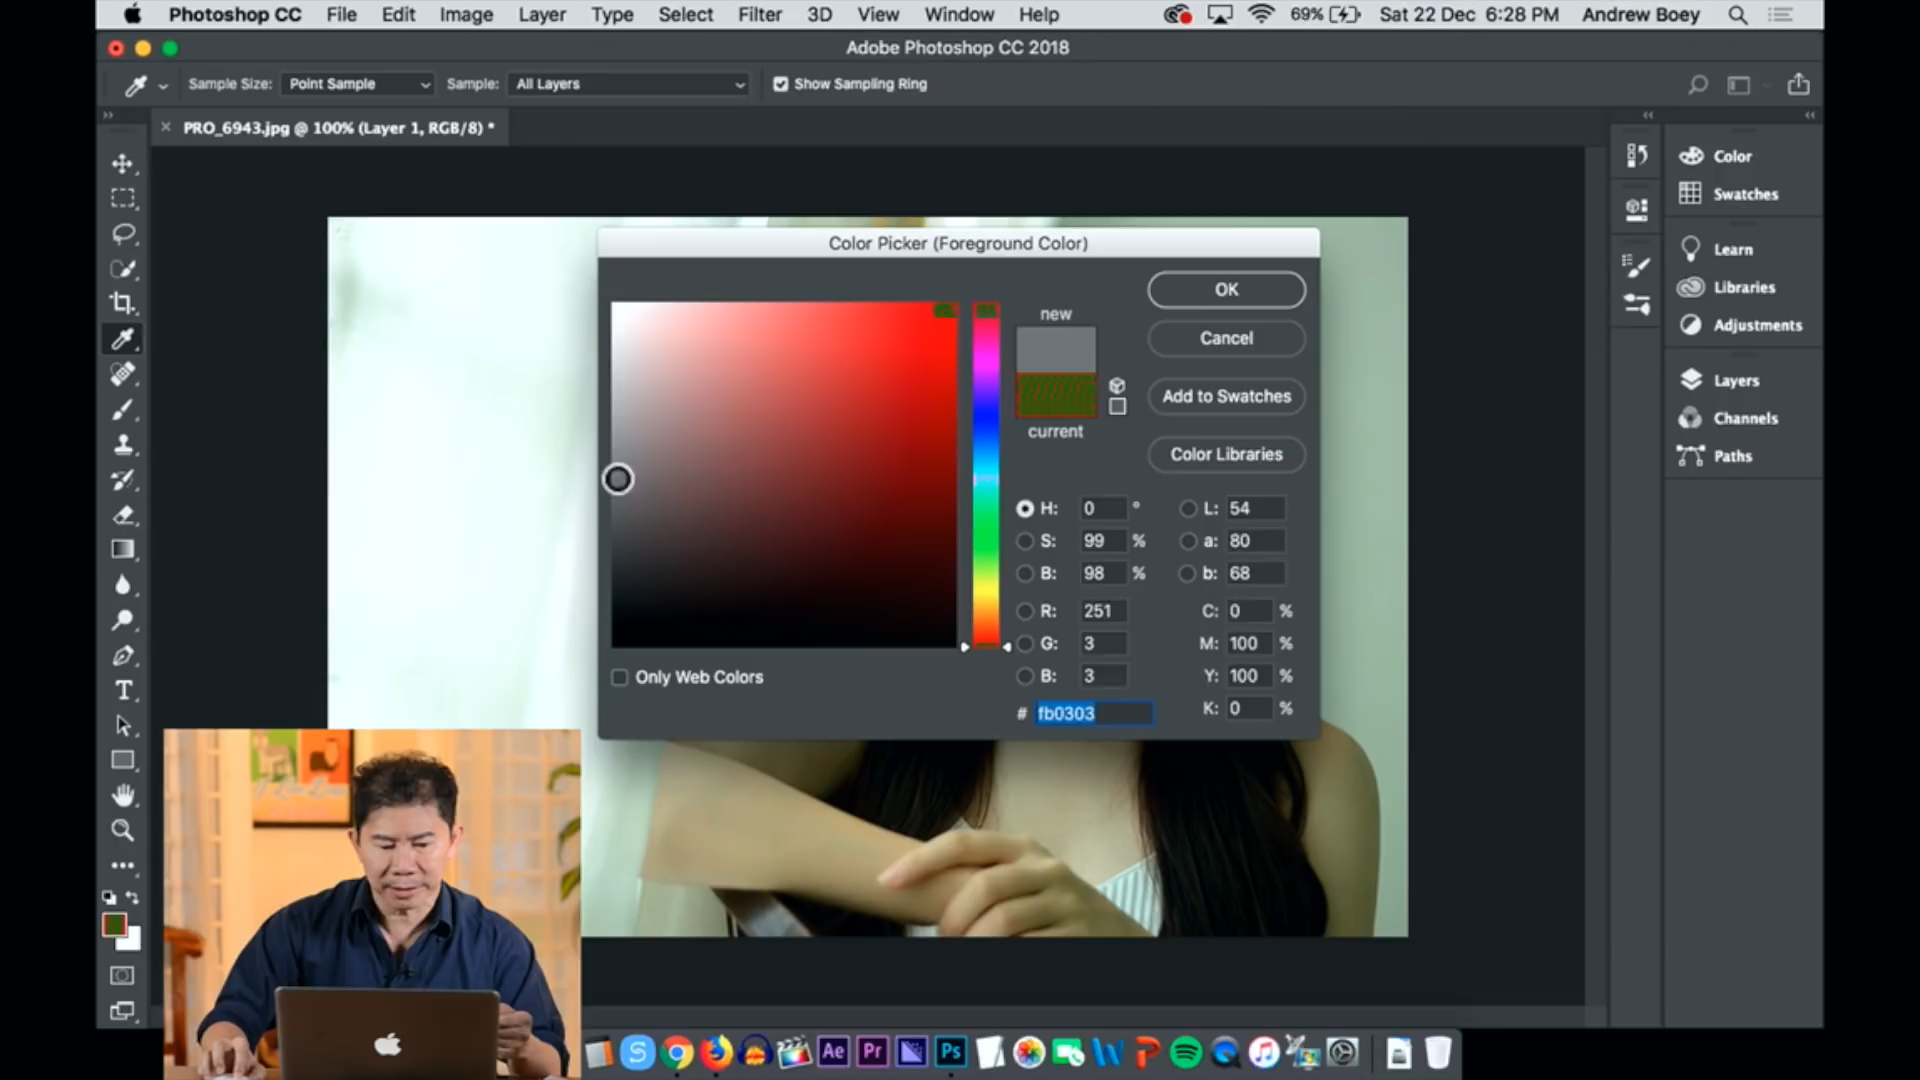 Photoshop CC File Edit Image Layer Type Select Filter 3D View Window Help 69% Sat 22 Dec 6:28 PM Andrew Boey
Adobe Photoshop CC 2018
Sample Size: Point Sample Sample: All Layers Show Sampling Ring
PRO_6943.jpg @ 100% (Layer 1, RGB/8) *
Color
Swatches
Learn
Libraries
Adjustments
Layers
Channels
Paths
Color Picker (Foreground Color)
new
current
OK
Cancel
Add to Swatches
Color Libraries
H: 0 ° L: 54
S: 99 % a: 80
B: 98 % b: 68
R: 251 C: 0 %
G: 3 M: 100 %
B: 3 Y: 100 %
# fb0303 K: 0 %
Only Web Colors
T
S Ae Pr Ps W P